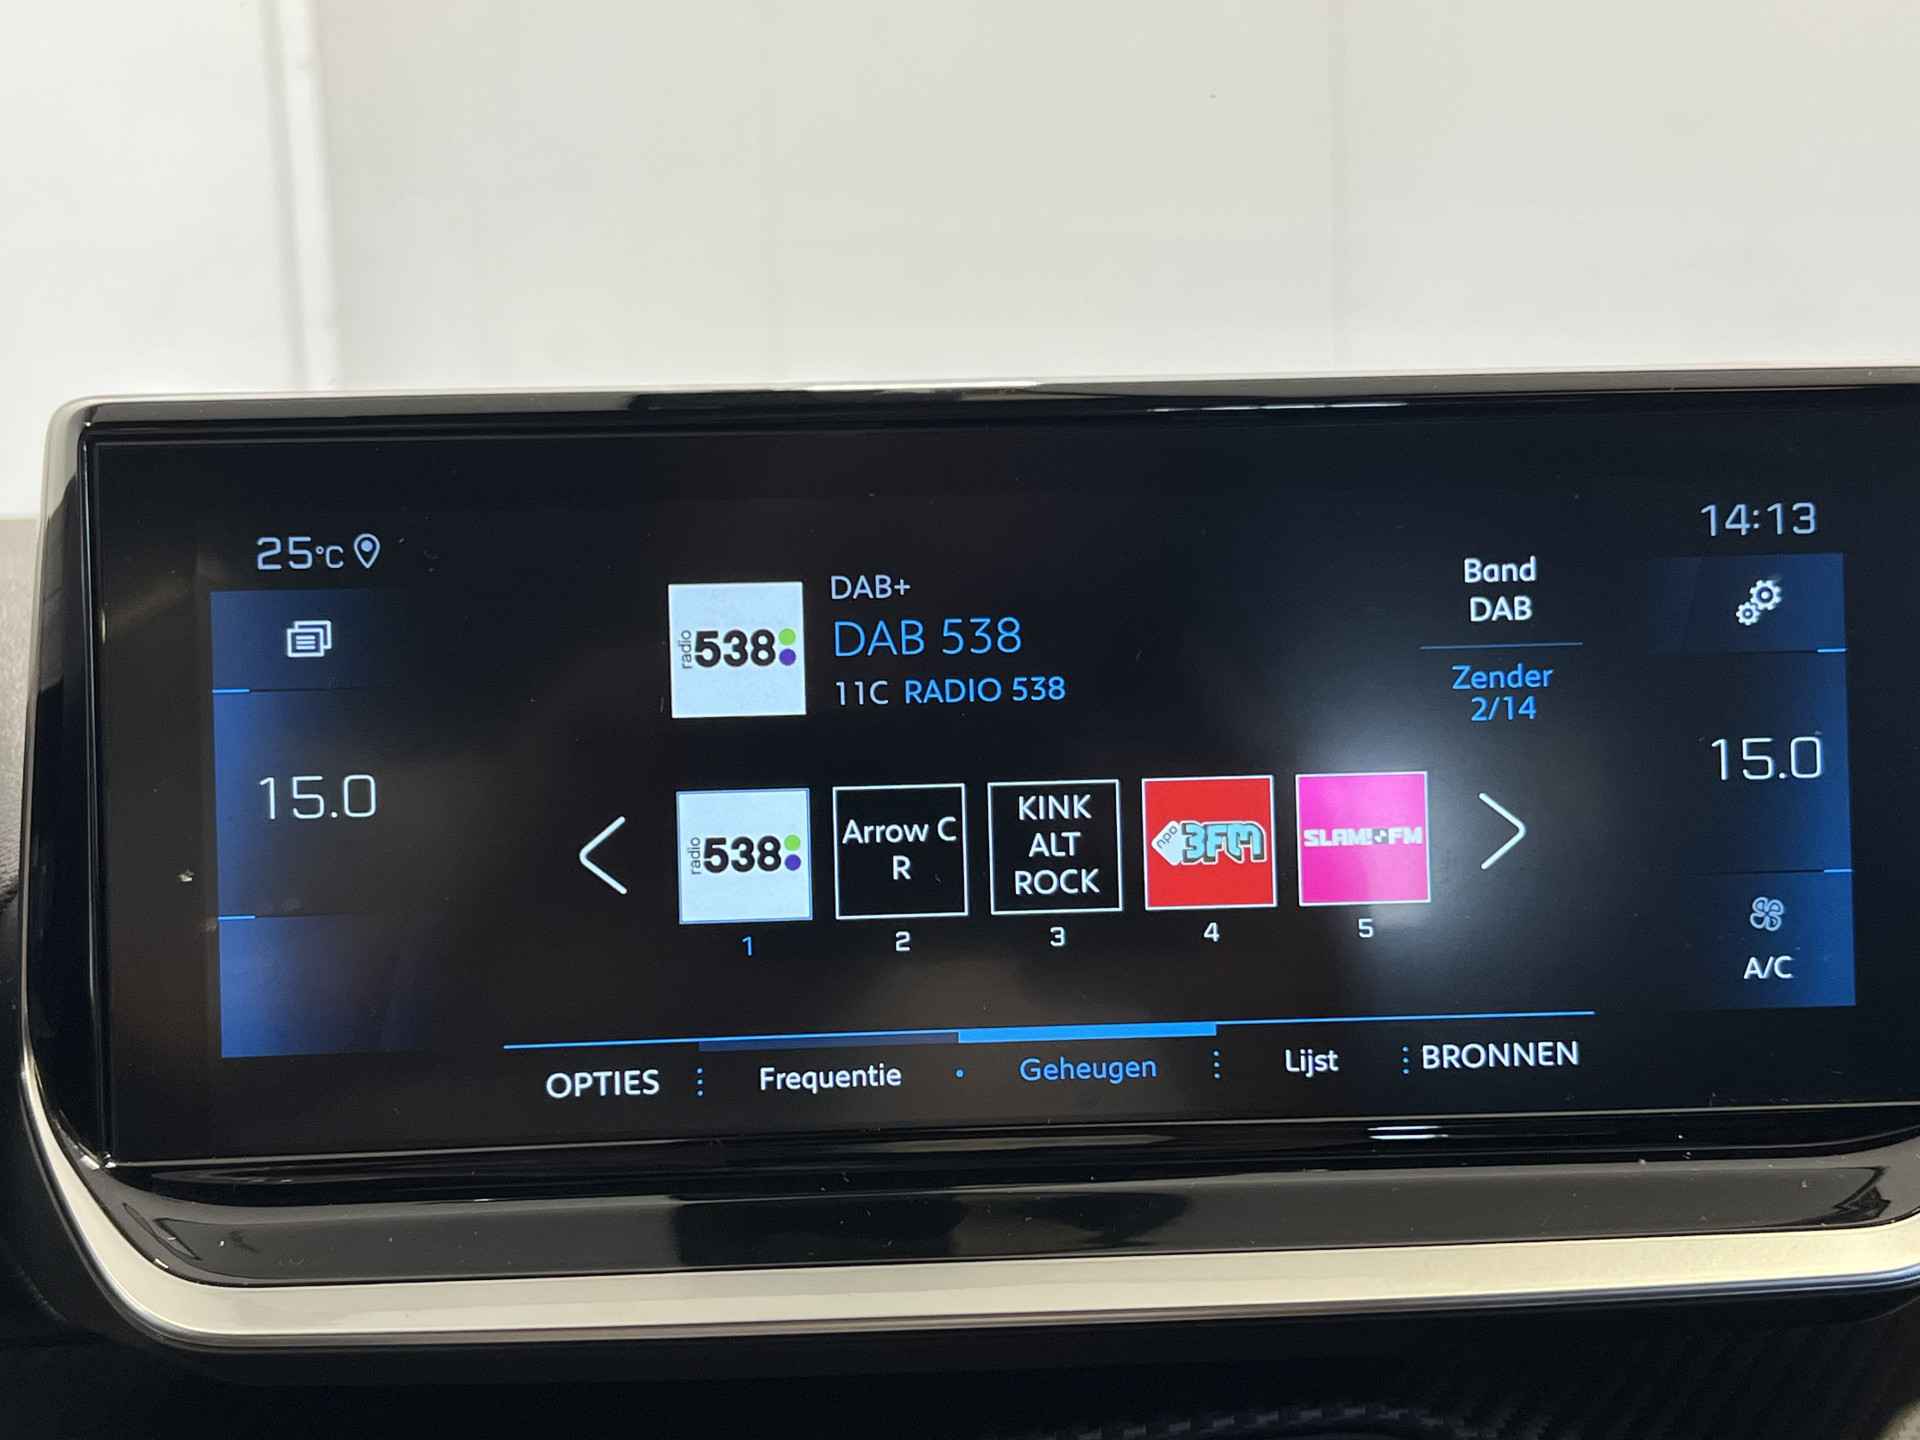 25°C
14:13
radio 538
DAB+
DAB 538
11C RADIO 538
Band
DAB
Zender
2/14
15.0
15.0
radio 538
Arrow C
R
KINK
ALT
ROCK
npo 3FM
SLAM! FM
1
2
3
4
5
A/C
OPTIES
Frequentie
Geheugen
Lijst
BRONNEN